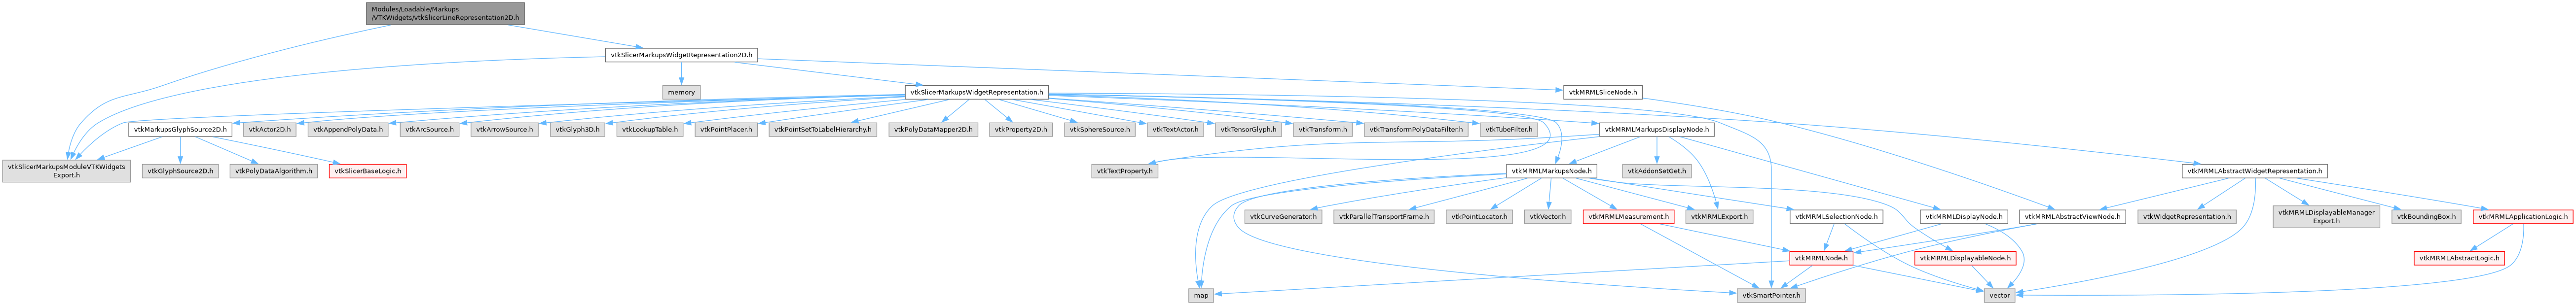 Modules/Loadable/Markups
/VTKWidgets/vtkSlicerLineRepresentation2D.h
vtkSlicerMarkupsWidgetRepresentation2D.h
memory
vtkSlicerMarkupsWidgetRepresentation.h
vtkMRMLSliceNode.h
vtkMarkupsGlyphSource2D.h
vtkActor2D.h
vtkAppendPolyData.h
vtkArcSource.h
vtkArrowSource.h
vtkGlyph3D.h
vtkLookupTable.h
vtkPointPlacer.h
vtkPointSetToLabelHierarchy.h
vtkPolyDataMapper2D.h
vtkProperty2D.h
vtkSphereSource.h
vtkTextActor.h
vtkTensorGlyph.h
vtkTransform.h
vtkTransformPolyDataFilter.h
vtkTubeFilter.h
vtkMRMLMarkupsDisplayNode.h
vtkSlicerMarkupsModuleVTKWidgets
Export.h
vtkGlyphSource2D.h
vtkPolyDataAlgorithm.h
vtkSlicerBaseLogic.h
vtkTextProperty.h
vtkMRMLMarkupsNode.h
vtkAddonSetGet.h
vtkMRMLAbstractWidgetRepresentation.h
vtkCurveGenerator.h
vtkParallelTransportFrame.h
vtkPointLocator.h
vtkVector.h
vtkMRMLMeasurement.h
vtkMRMLExport.h
vtkMRMLSelectionNode.h
vtkMRMLDisplayNode.h
vtkMRMLAbstractViewNode.h
vtkWidgetRepresentation.h
vtkMRMLDisplayableManager
Export.h
vtkBoundingBox.h
vtkMRMLApplicationLogic.h
vtkMRMLNode.h
vtkMRMLDisplayableNode.h
vtkMRMLAbstractLogic.h
map
vtkSmartPointer.h
vector